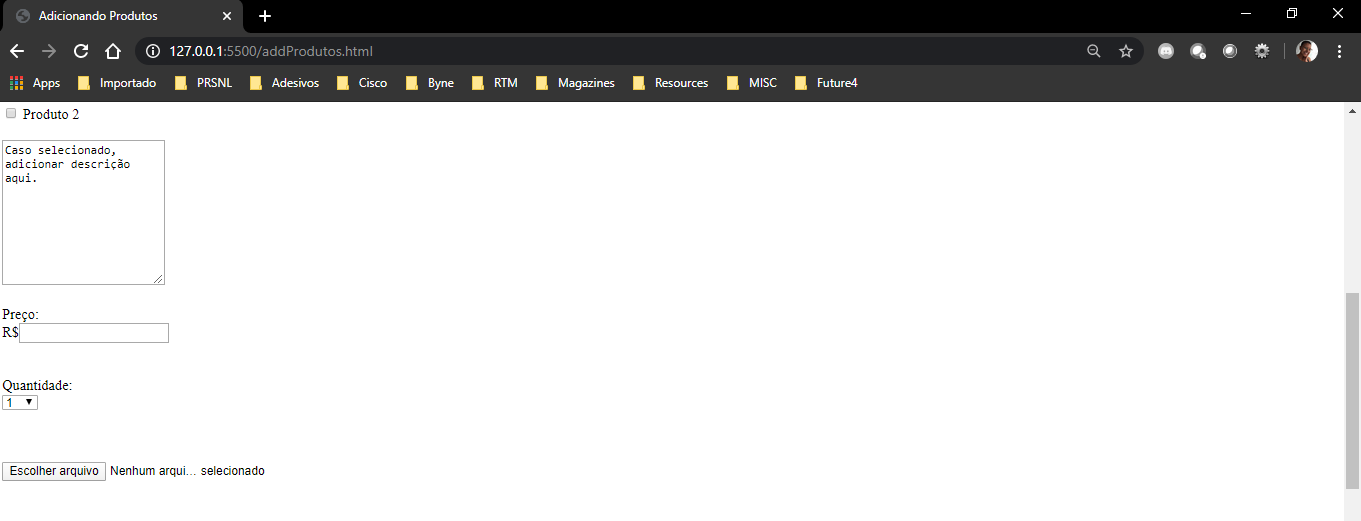 Adicionando Produtos
127.0.0.1:5500/addProdutos.html
Apps Importado PRSNL Adesivos Cisco Byne RTM Magazines Resources MISC Future4
Produto 2
Caso selecionado,
adicionar descrição
aqui.
Preço:
R$
Quantidade:
1
Escolher arquivo Nenhum arqui... selecionado